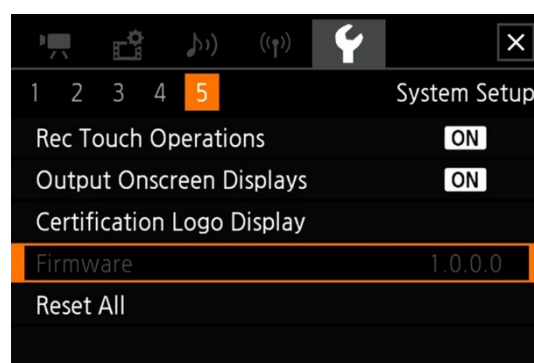 1 2 3 4 5 System Setup
Rec Touch Operations ON
Output Onscreen Displays ON
Certification Logo Display
Firmware 1.0.0.0
Reset All